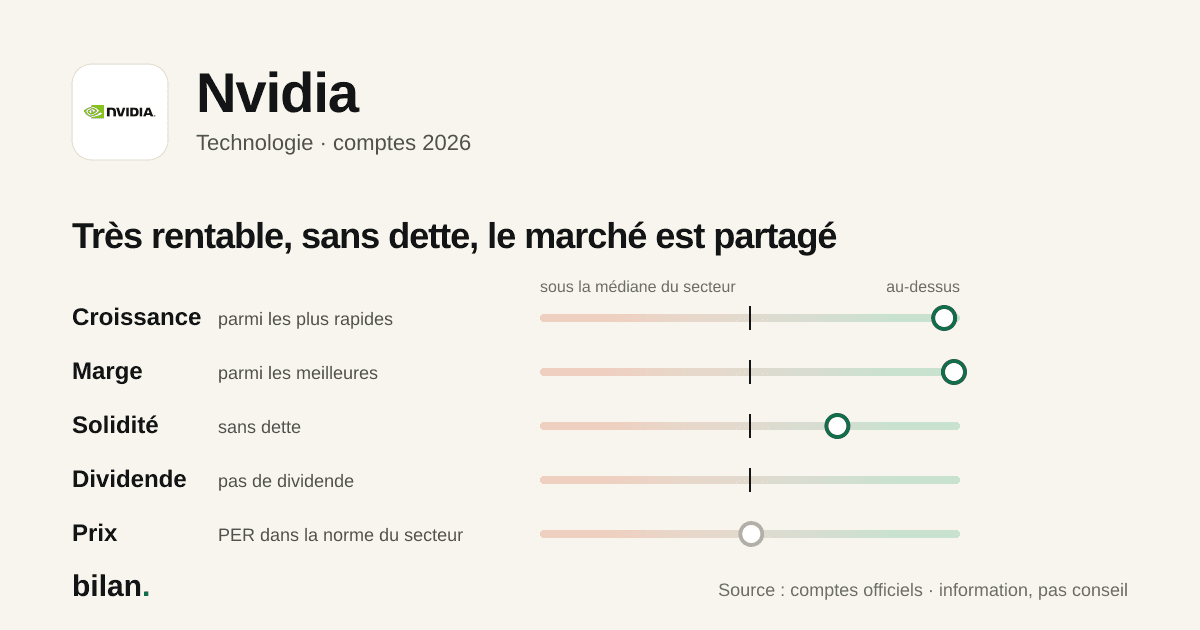 NVIDIA.
Nvidia
Technologie · comptes 2026
Très rentable, sans dette, le marché est partagé
sous la médiane du secteur au-dessus
Croissance parmi les plus rapides
Marge parmi les meilleures
Solidité sans dette
Dividende pas de dividende
Prix PER dans la norme du secteur
bilan.
Source : comptes officiels · information, pas conseil